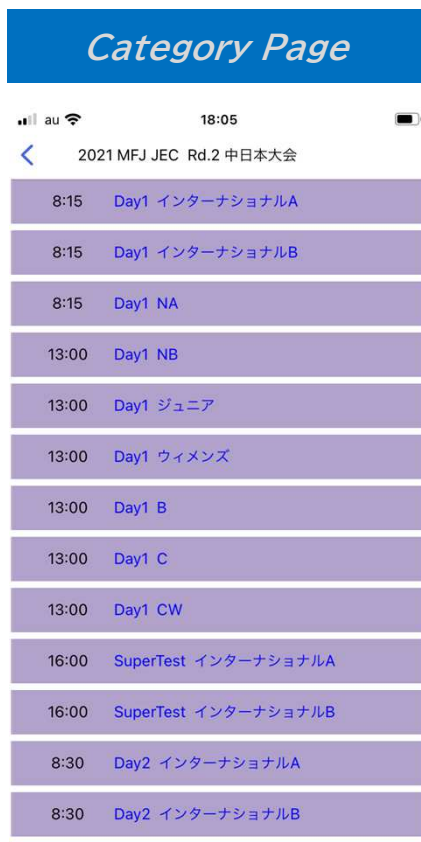 Category Page
au 18:05
2021 MFJ JEC Rd.2 中日本大会
8:15 Day1 インターナショナルA
8:15 Day1 インターナショナルB
8:15 Day1 NA
13:00 Day1 NB
13:00 Day1 ジュニア
13:00 Day1 ウィメンズ
13:00 Day1 B
13:00 Day1 C
13:00 Day1 CW
16:00 SuperTest インターナショナルA
16:00 SuperTest インターナショナルB
8:30 Day2 インターナショナルA
8:30 Day2 インターナショナルB